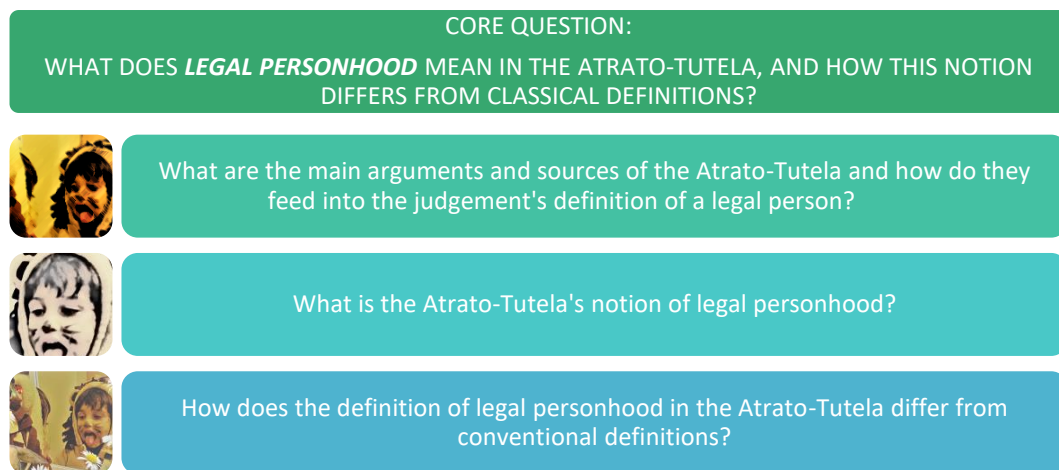 CORE QUESTION:
WHAT DOES LEGAL PERSONHOOD MEAN IN THE ATRATO-TUTELA, AND HOW THIS NOTION
DIFFERS FROM CLASSICAL DEFINITIONS?
What are the main arguments and sources of the Atrato-Tutela and how do they
feed into the judgement's definition of a legal person?
What is the Atrato-Tutela's notion of legal personhood?
How does the definition of legal personhood in the Atrato-Tutela differ from
conventional definitions?